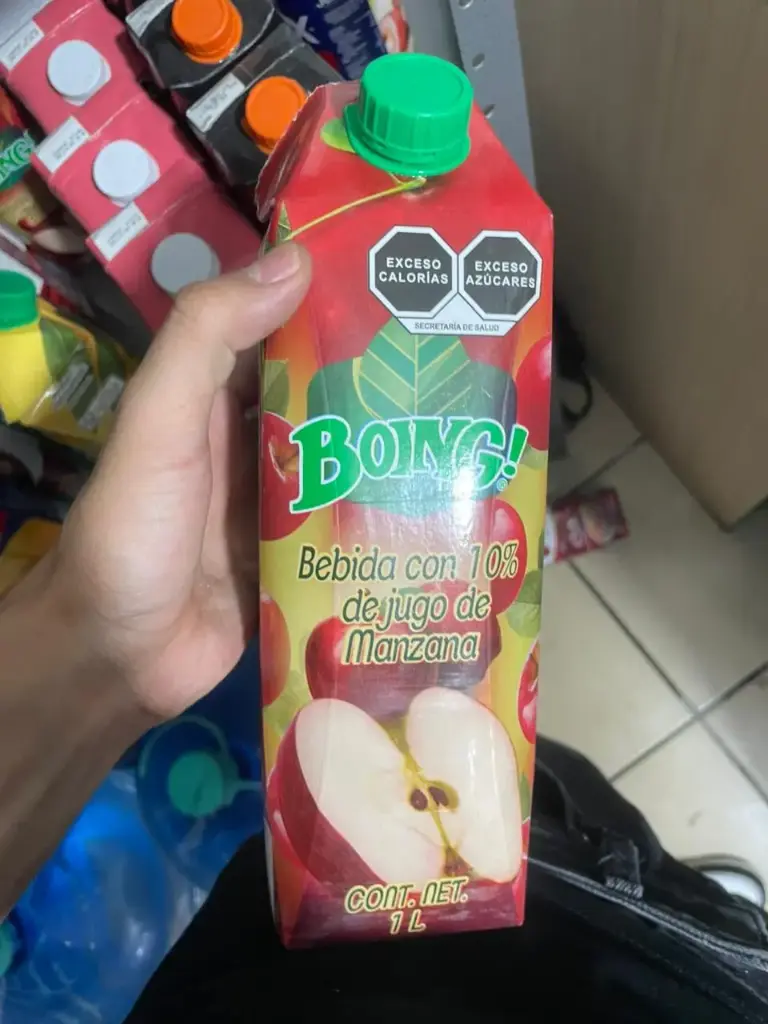 EXCESO
CALORÍAS
EXCESO
AZÚCARES
SECRETARÍA DE SALUD
BOING!
Bebida con 10%
de jugo de
Manzana
CONT. NET.
1 L